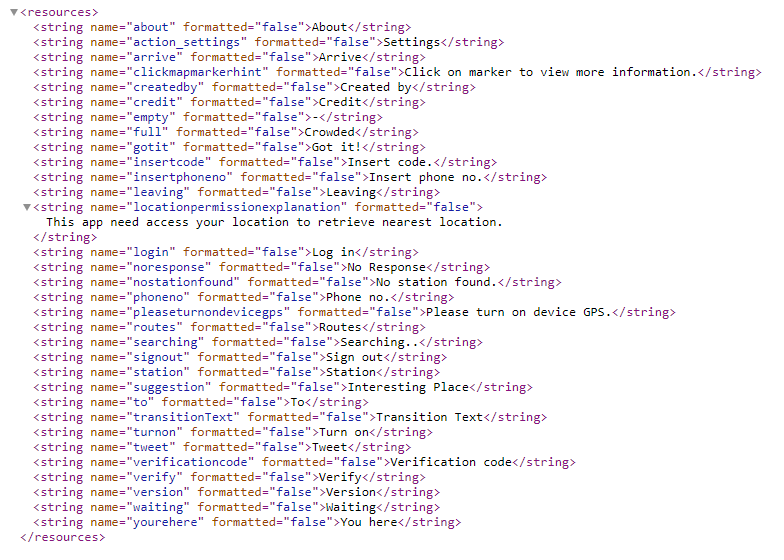 ▼<resources>
<string name="about" formatted="false">About</string>
<string name="action_settings" formatted="false">Settings</string>
<string name="arrive" formatted="false">Arrive</string>
<string name="clickmapmarkerhint" formatted="false">Click on marker to view more information.</string>
<string name="createdby" formatted="false">Created by</string>
<string name="credit" formatted="false">Credit</string>
<string name="empty" formatted="false">-</string>
<string name="full" formatted="false">Crowded</string>
<string name="gotit" formatted="false">Got it!</string>
<string name="insertcode" formatted="false">Insert code.</string>
<string name="insertphoneno" formatted="false">Insert phone no.</string>
<string name="leaving" formatted="false">Leaving</string>
▼<string name="locationpermissionexplanation" formatted="false">
This app need access your location to retrieve nearest location.
</string>
<string name="login" formatted="false">Log in</string>
<string name="noresponse" formatted="false">No Response</string>
<string name="nostationfound" formatted="false">No station found.</string>
<string name="phoneno" formatted="false">Phone no.</string>
<string name="pleaseturnondevicegps" formatted="false">Please turn on device GPS.</string>
<string name="routes" formatted="false">Routes</string>
<string name="searching" formatted="false">Searching..</string>
<string name="signout" formatted="false">Sign out</string>
<string name="station" formatted="false">Station</string>
<string name="suggestion" formatted="false">Interesting Place</string>
<string name="to" formatted="false">To</string>
<string name="transitionText" formatted="false">Transition Text</string>
<string name="turnon" formatted="false">Turn on</string>
<string name="tweet" formatted="false">Tweet</string>
<string name="verificationcode" formatted="false">Verification code</string>
<string name="verify" formatted="false">Verify</string>
<string name="version" formatted="false">Version</string>
<string name="waiting" formatted="false">Waiting</string>
<string name="yourehere" formatted="false">You here</string>
</resources>